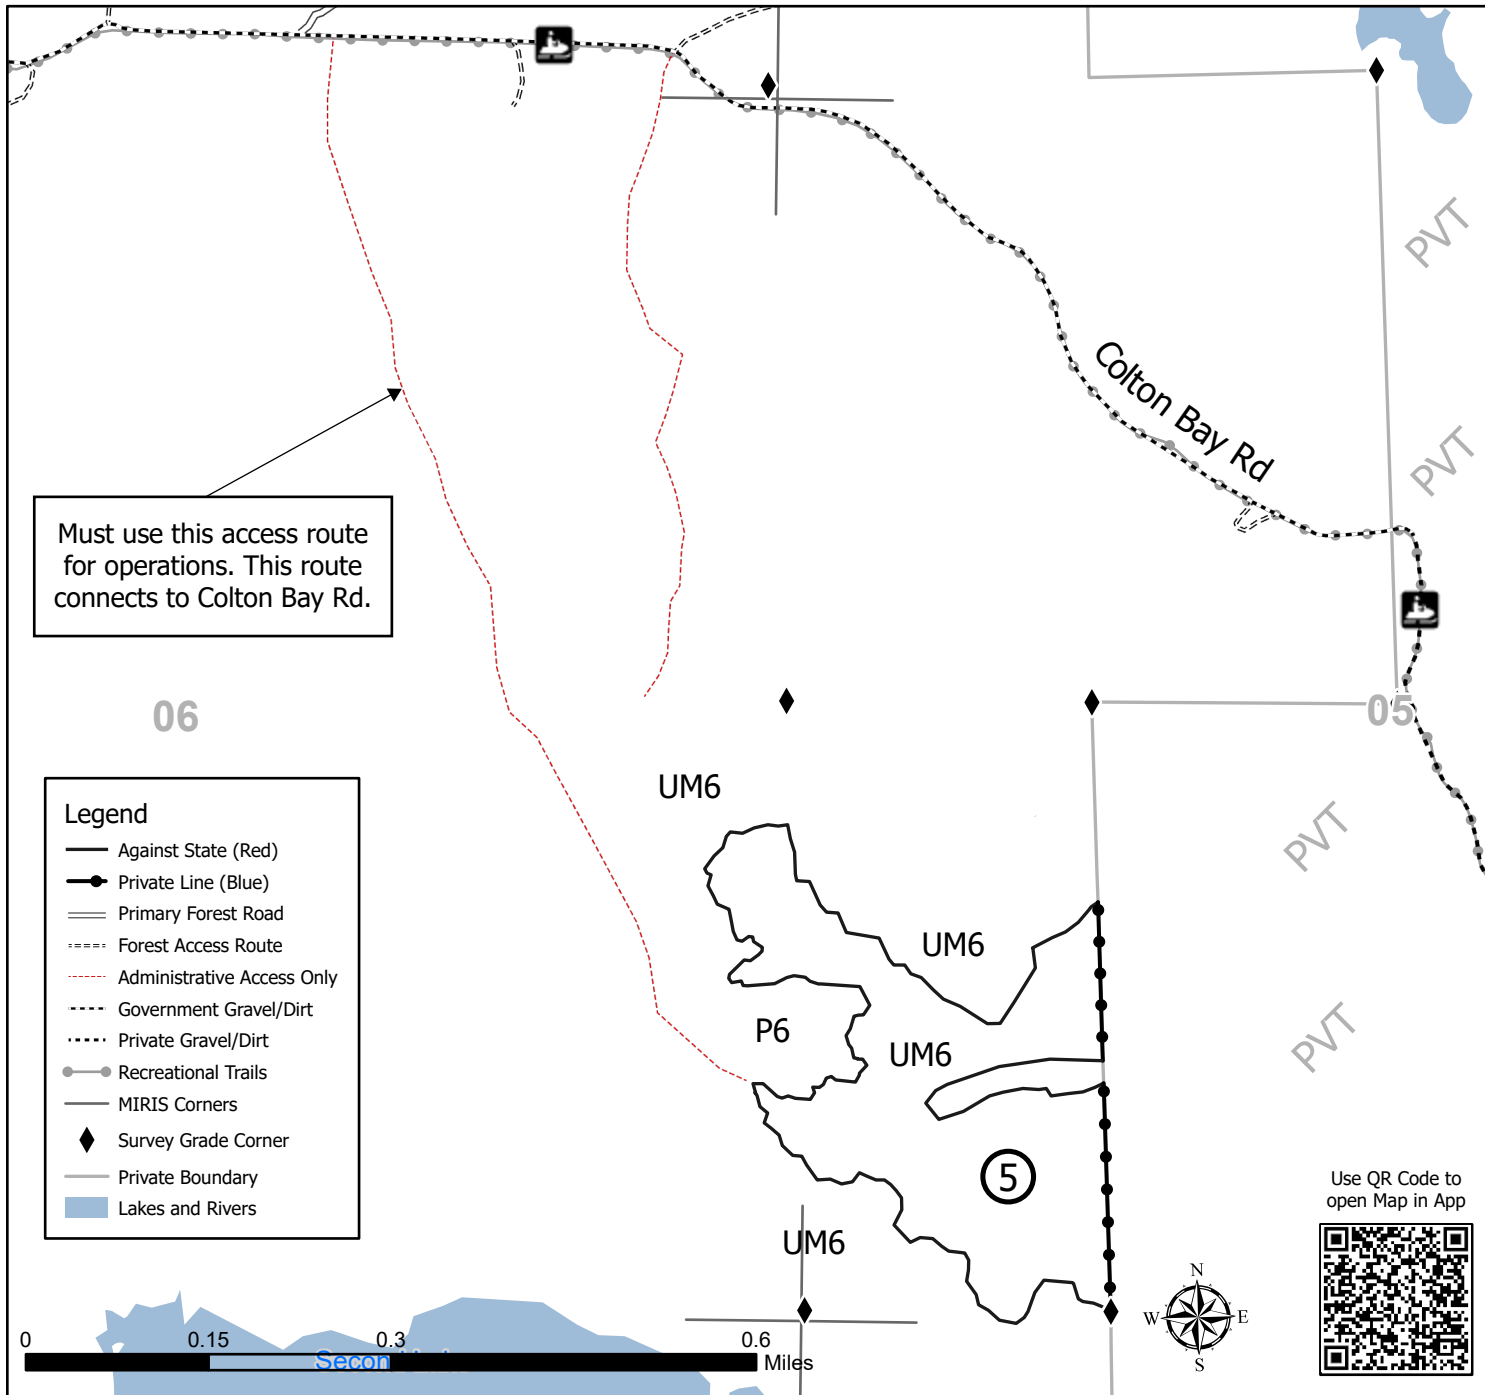 PVT
Colton Bay Rd
PVT
Must use this access route
for operations. This route
connects to Colton Bay Rd.
06
05
UM6
Legend
Against State (Red)
Private Line (Blue)
Primary Forest Road
Forest Access Route
Administrative Access Only
Government Gravel/Dirt
Private Gravel/Dirt
Recreational Trails
MIRIS Corners
Survey Grade Corner
Private Boundary
Lakes and Rivers
PVT
UM6
P6
UM6
PVT
5
UM6
Use QR Code to
open Map in App
N
W E
S
0 0.15 0.3 0.6
Miles